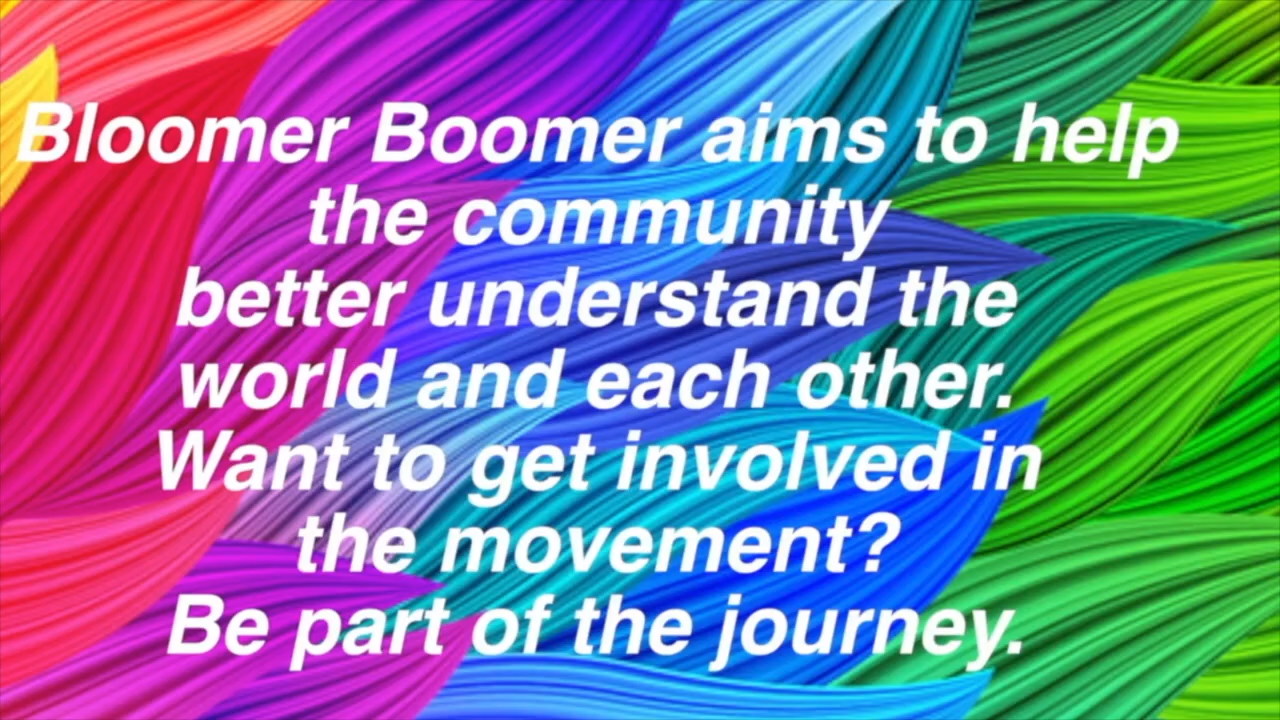 Bloomer Boomer aims to help
the community
better understand the
world and each other.
Want to get involved in
the movement?
Be part of the journey.